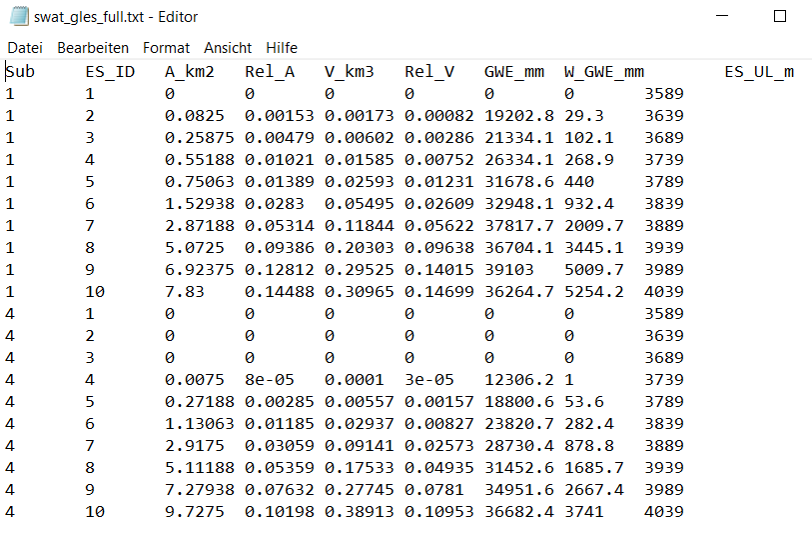 swat_gles_full.txt - Editor
Datei Bearbeiten Format Ansicht Hilfe
Sub ES_ID A_km2 Rel_A V_km3 Rel_V GWE_mm W_GWE_mm ES_UL_m
1 1 0 0 0 0 0 0 3589
1 2 0.0825 0.00153 0.00173 0.00082 19202.8 29.3 3639
1 3 0.25875 0.00479 0.00602 0.00286 21334.1 102.1 3689
1 4 0.55188 0.01021 0.01585 0.00752 26334.1 268.9 3739
1 5 0.75063 0.01389 0.02593 0.01231 31678.6 440 3789
1 6 1.52938 0.0283 0.05495 0.02609 32948.1 932.4 3839
1 7 2.87188 0.05314 0.11844 0.05622 37817.7 2009.7 3889
1 8 5.0725 0.09386 0.20303 0.09638 36704.1 3445.1 3939
1 9 6.92375 0.12812 0.29525 0.14015 39103 5009.7 3989
1 10 7.83 0.14488 0.30965 0.14699 36264.7 5254.2 4039
4 1 0 0 0 0 0 0 3589
4 2 0 0 0 0 0 0 3639
4 3 0 0 0 0 0 0 3689
4 4 0.0075 8e-05 0.0001 3e-05 12306.2 1 3739
4 5 0.27188 0.00285 0.00557 0.00157 18800.6 53.6 3789
4 6 1.13063 0.01185 0.02937 0.00827 23820.7 282.4 3839
4 7 2.9175 0.03059 0.09141 0.02573 28730.4 878.8 3889
4 8 5.11188 0.05359 0.17533 0.04935 31452.6 1685.7 3939
4 9 7.27938 0.07632 0.27745 0.0781 34951.6 2667.4 3989
4 10 9.7275 0.10198 0.38913 0.10953 36682.4 3741 4039